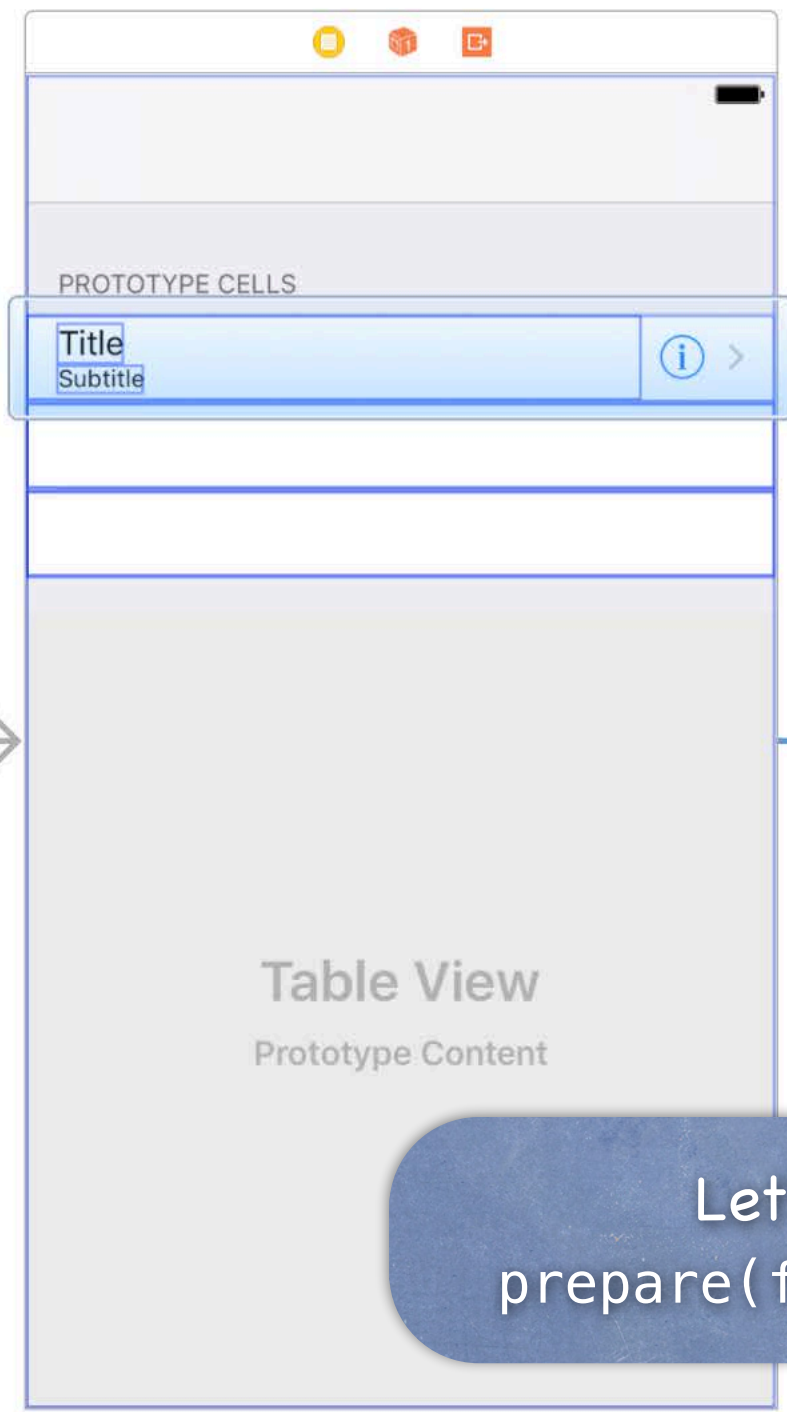 PROTOTYPE CELLS
Title
Subtitle
Table View
Prototype Content
Let
prepare(f